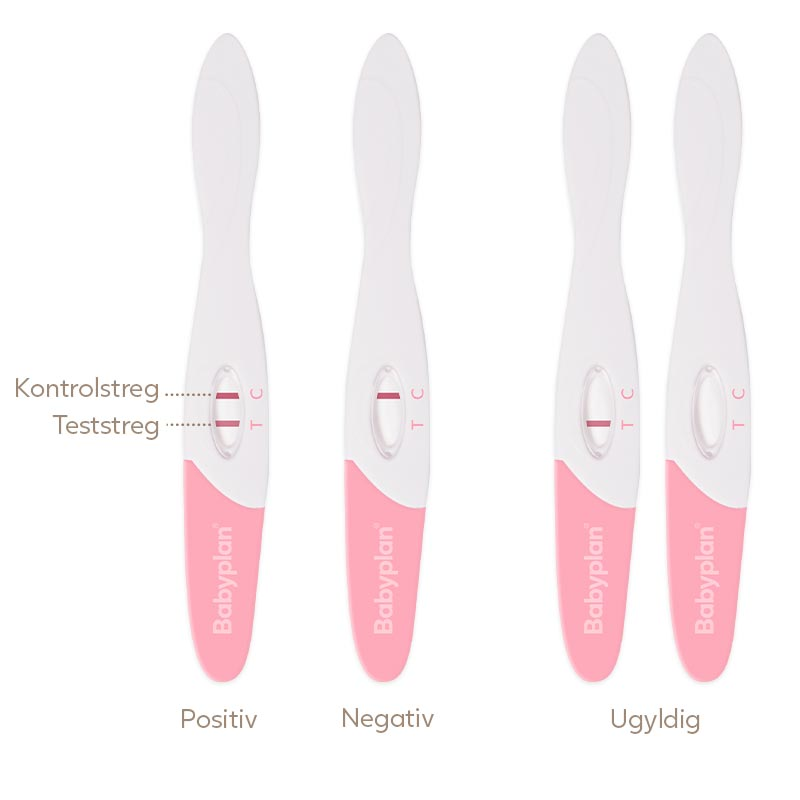 Kontrolstreg
Teststreg
C
T
C
T
C
T
C
T
Babyplan®
Babyplan®
Babyplan®
Babyplan®
Positiv
Negativ
Ugyldig